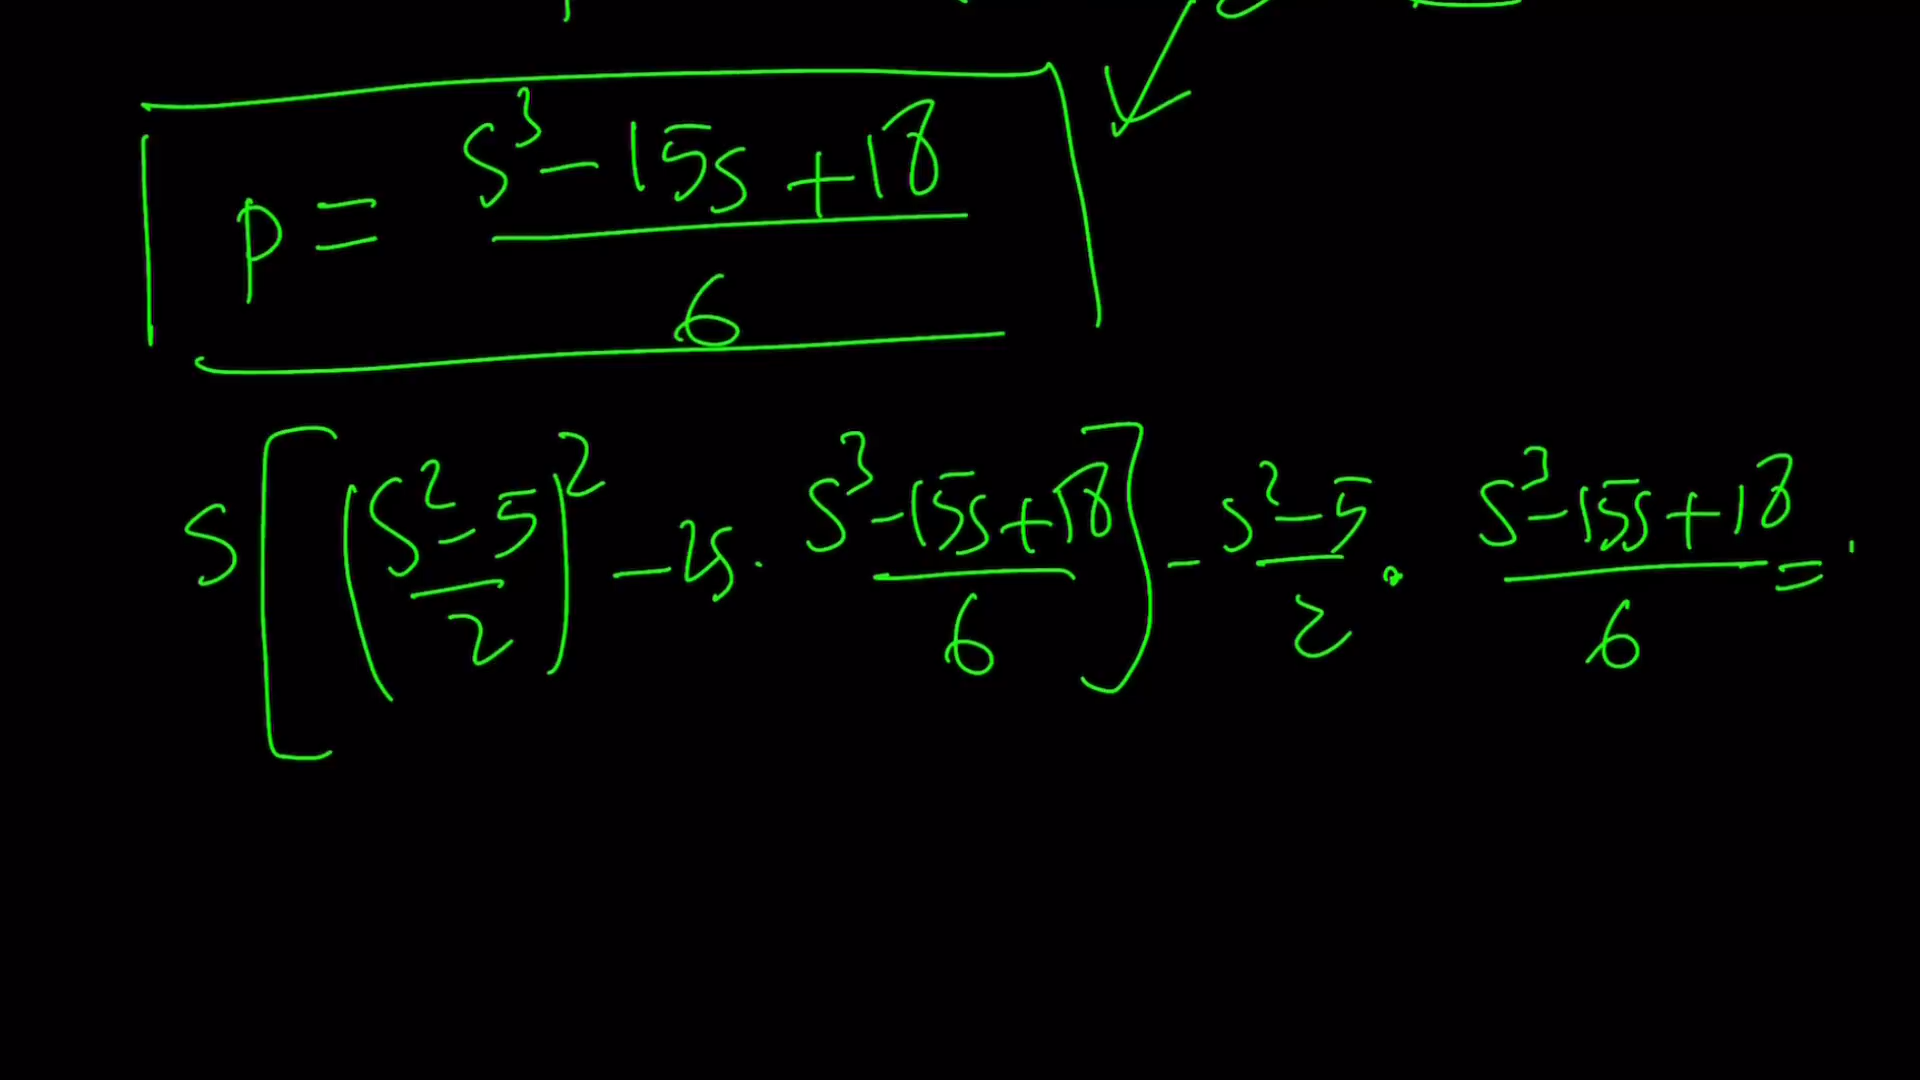 p = (s³ - 15s + 18)/6
s[((s² - 5)/2)² - 2s · (s³ - 15s + 18)/6] - (s² - 5)/2 · (s³ - 15s + 18)/6 =